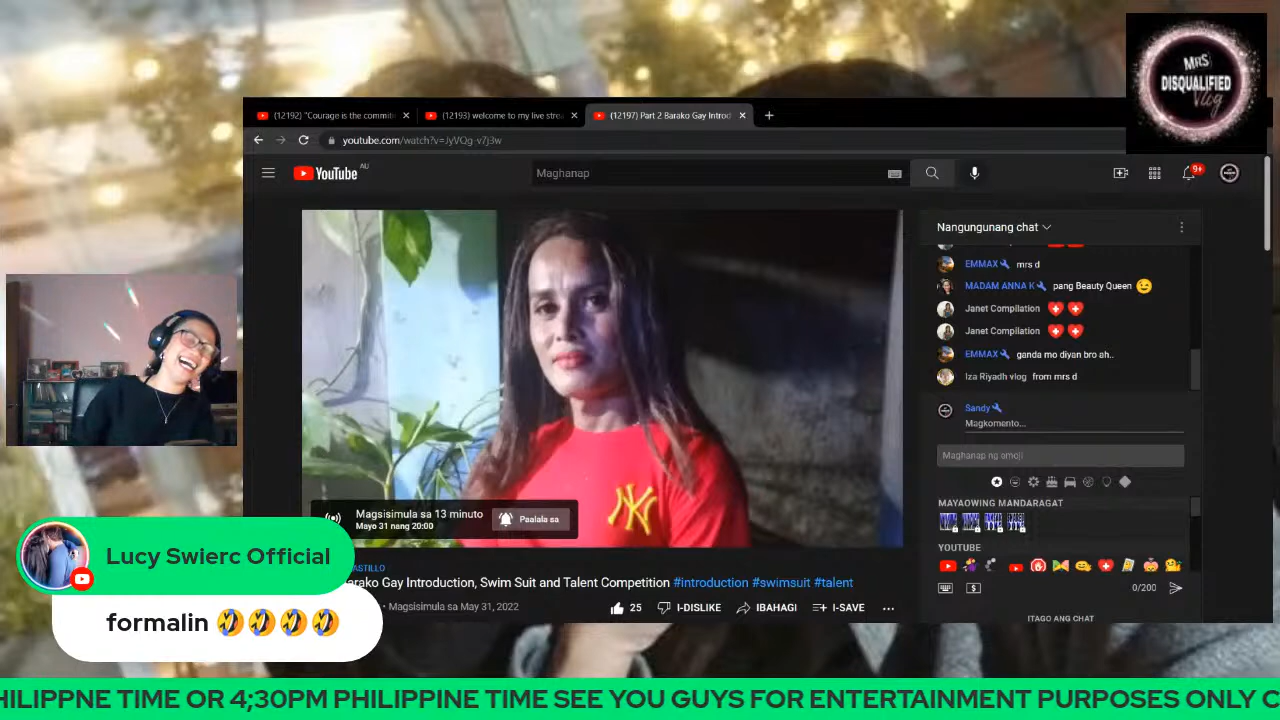 MRS
DISQUALIFIED
Vlog
(12192) "Courage is the commit
(12193) welcome to my live strea
(12197) Part 2 Barako Gay Introd
youtube.com/watch?v=JyVQg-v7j3w
YouTube AU
Maghanap
9+
Nangungunang chat
EMMAX mrs d
MADAM ANNA K pang Beauty Queen
Janet Compilation
Janet Compilation
EMMAX ganda mo diyan bro ah..
Iza Riyadh vlog from mrs d
Sandy
Magkomento...
Maghanap ng emoji
MAYAOWING MANDARAGAT
YOUTUBE
0/200
ITAGO ANG CHAT
NY
Magsisimula sa 13 minuto
Mayo 31 nang 20:00
Paalala sa
ASTILLO
arako Gay Introduction, Swim Suit and Talent Competition #introduction #swimsuit #talent
Magsisimula sa May 31, 2022
25
I-DISLIKE
IBAHAGI
I-SAVE
Lucy Swierc Official
formalin 🤣🤣🤣🤣
HILIPPNE TIME OR 4;30PM PHILIPPINE TIME SEE YOU GUYS FOR ENTERTAINMENT PURPOSES ONLY